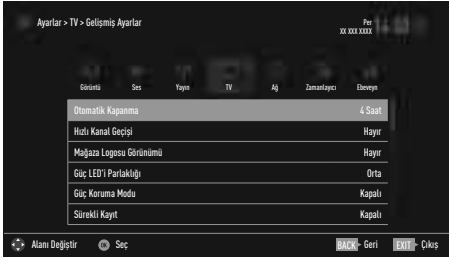 Ayarlar > TV > Gelişmiş Ayarlar
Per
XX XXX XXXX
Görüntü Ses Yayın TV Ağ Zamanlayıcı Ebeveyn
Otomatik Kapanma 4 Saat
Hızlı Kanal Geçişi Hayır
Mağaza Logosu Görünümü Hayır
Güç LED'i Parlaklığı Orta
Güç Koruma Modu Kapalı
Sürekli Kayıt Kapalı
Alanı Değiştir OK Seç BACK Geri EXIT Çıkış